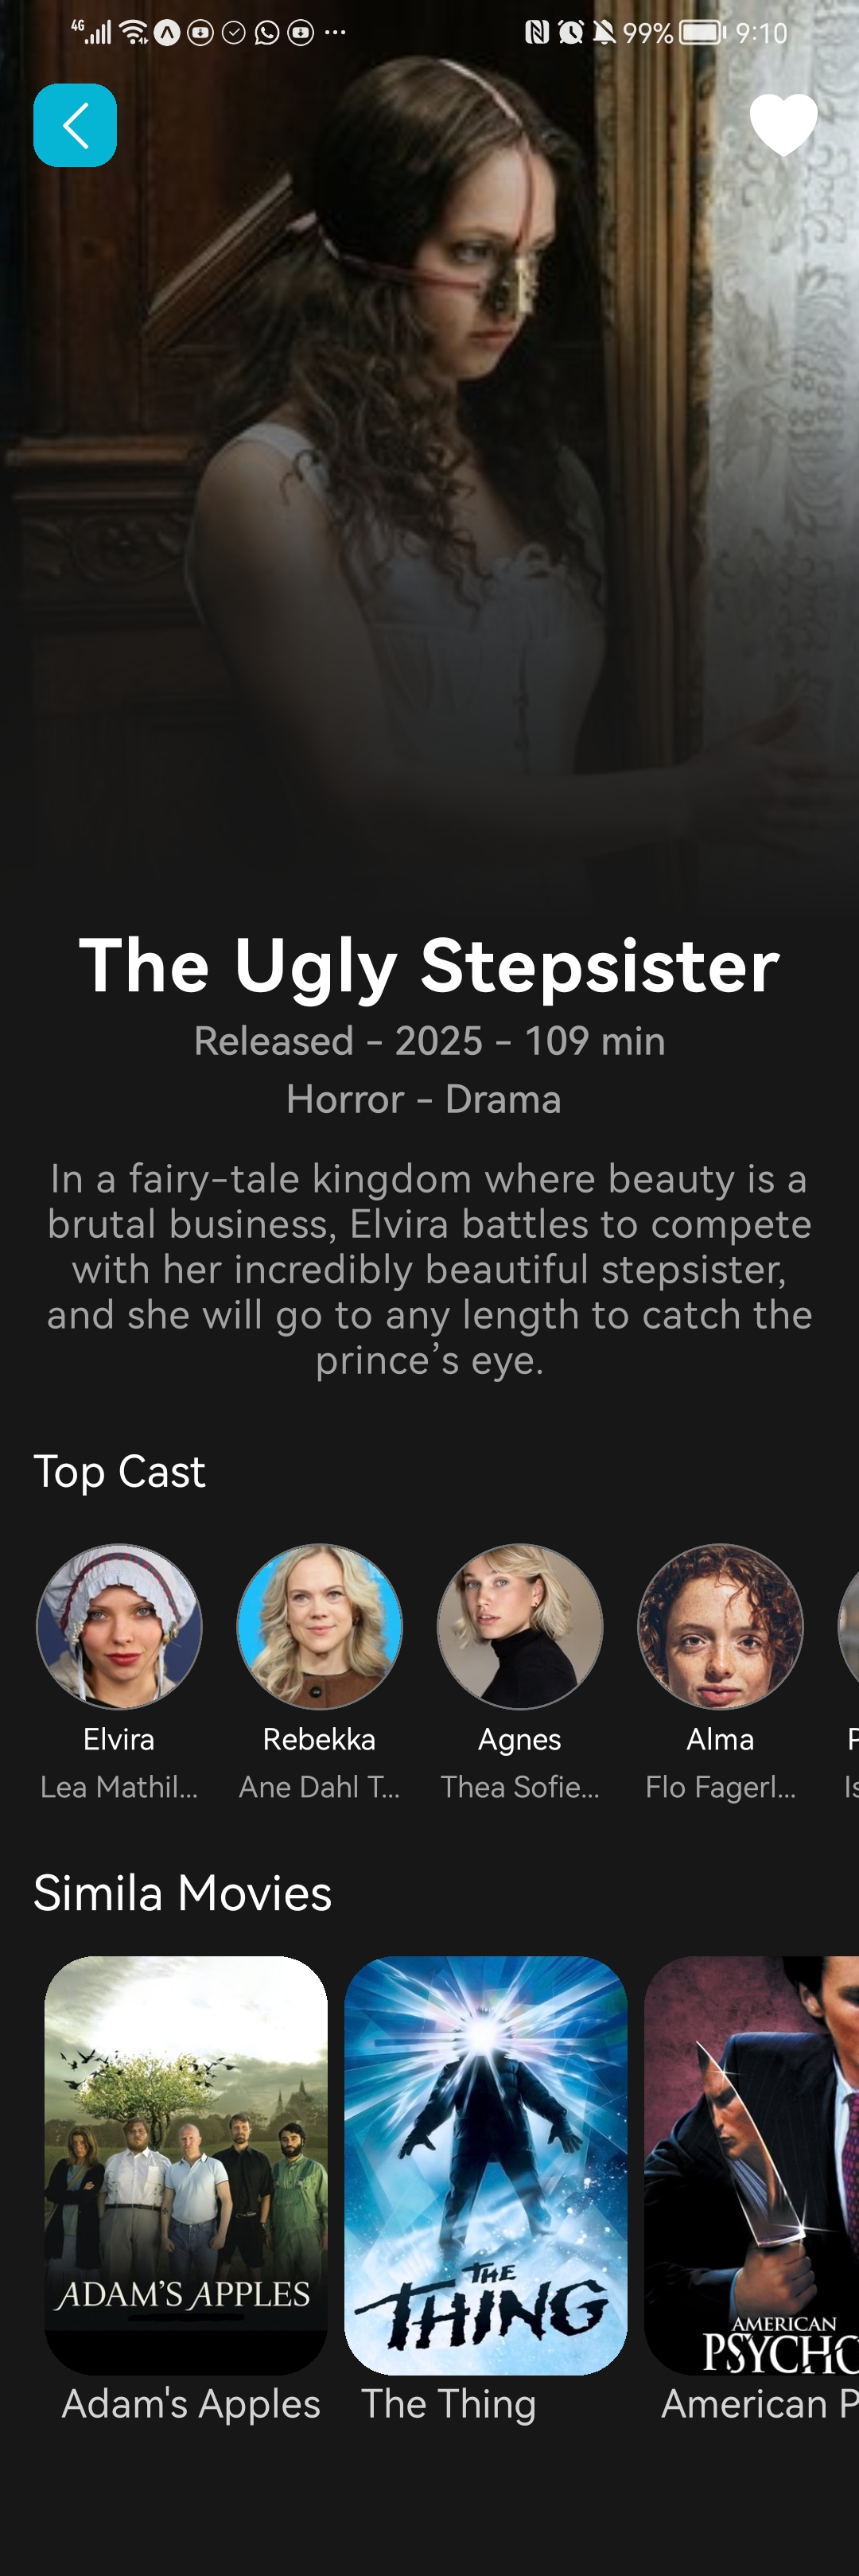 4G 99% 9:10
The Ugly Stepsister
Released - 2025 - 109 min
Horror - Drama
In a fairy-tale kingdom where beauty is a
brutal business, Elvira battles to compete
with her incredibly beautiful stepsister,
and she will go to any length to catch the
prince's eye.
Top Cast
Elvira Rebekka Agnes Alma P
Lea Mathil... Ane Dahl T... Thea Sofie... Flo Fagerl... Is
Simila Movies
ADAM'S APPLES
THE
THING
AMERICAN
PSYCHO
Adam's Apples The Thing American P